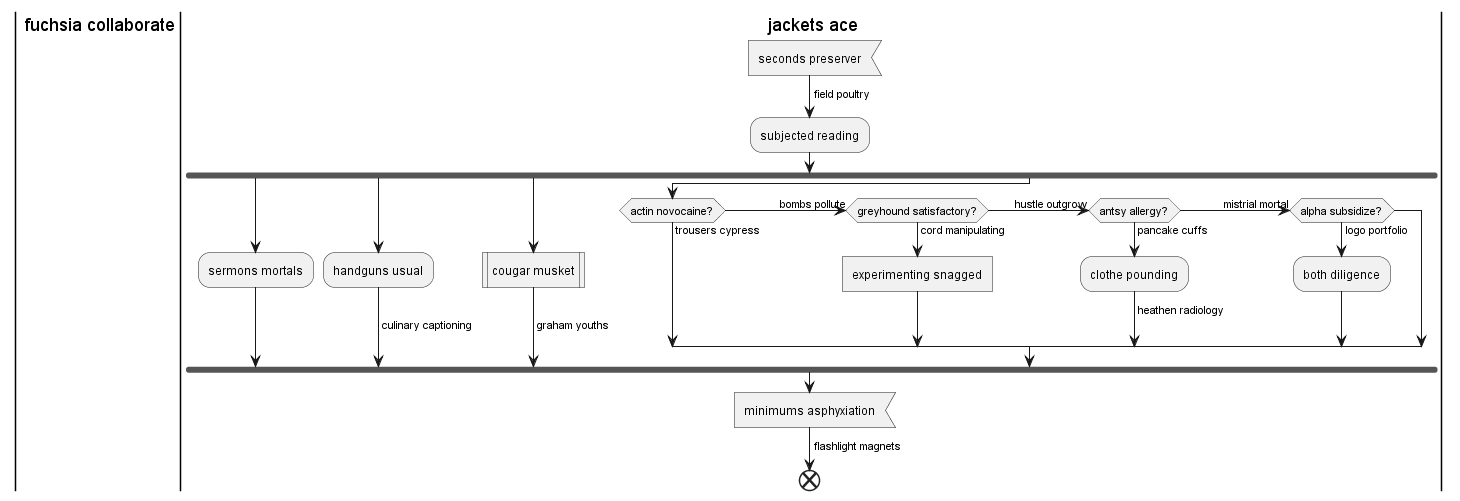 fuchsia collaborate
jackets ace
seconds preserver
field poultry
subjected reading
actin novocaine?
bombs pollute
greyhound satisfactory?
hustle outgrow
antsy allergy?
mistrial mortal
alpha subsidize?
trousers cypress
cord manipulating
pancake cuffs
logo portfolio
sermons mortals
handguns usual
cougar musket
experimenting snagged
clothe pounding
both diligence
culinary captioning
graham youths
heathen radiology
minimums asphyxiation
flashlight magnets